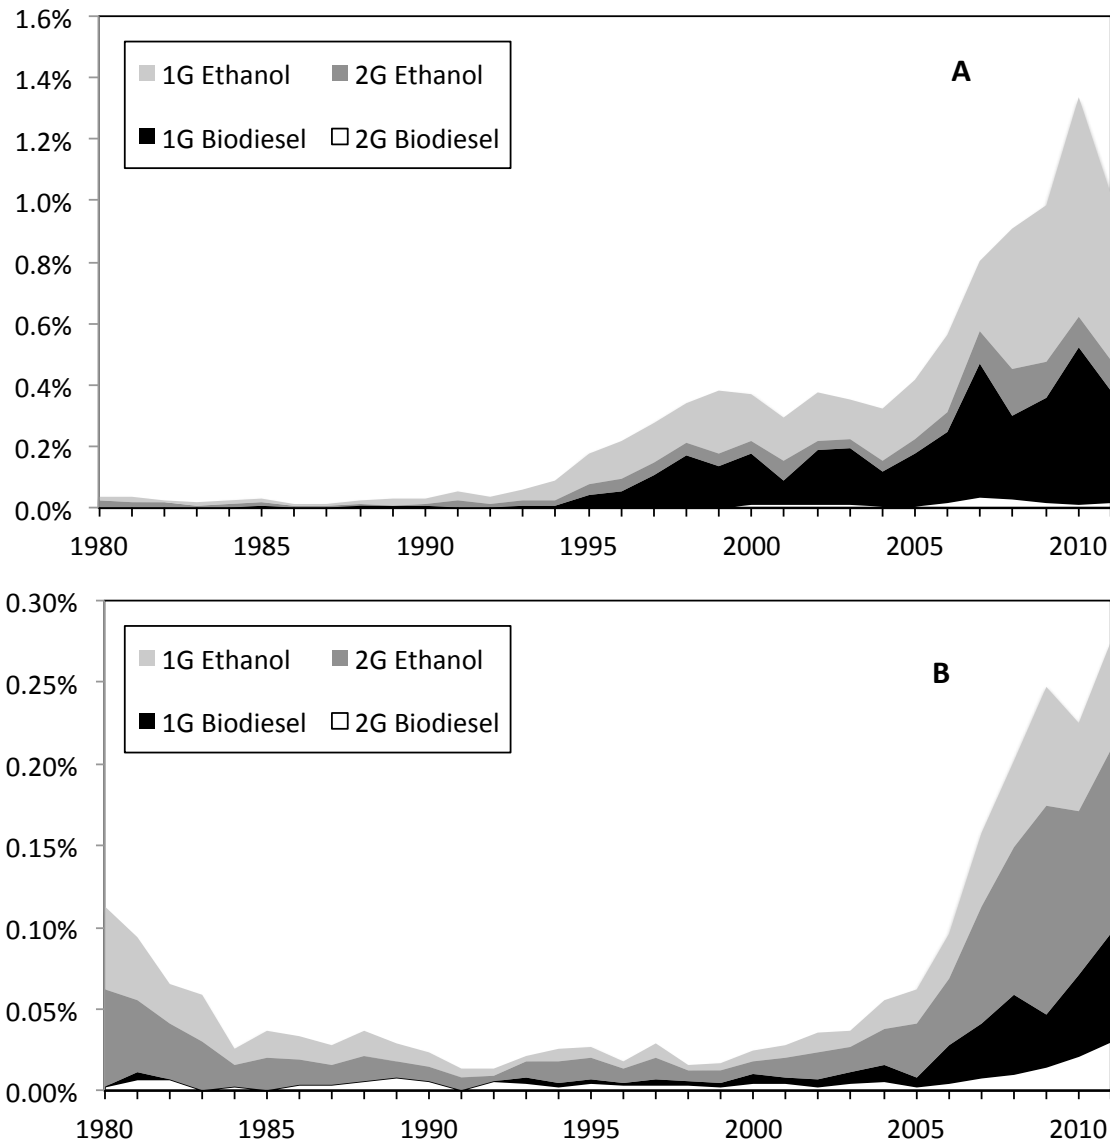 1.6%
1.4%
1.2%
1.0%
0.8%
0.6%
0.4%
0.2%
0.0%
1G Ethanol 2G Ethanol
1G Biodiesel 2G Biodiesel
A
1980 1985 1990 1995 2000 2005 2010
0.30%
0.25%
0.20%
0.15%
0.10%
0.05%
0.00%
1G Ethanol 2G Ethanol
1G Biodiesel 2G Biodiesel
B
1980 1985 1990 1995 2000 2005 2010